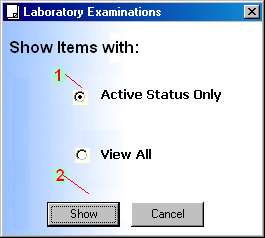 Laboratory Examinations
Show Items with:
1
Active Status Only
View All
2
Show Cancel